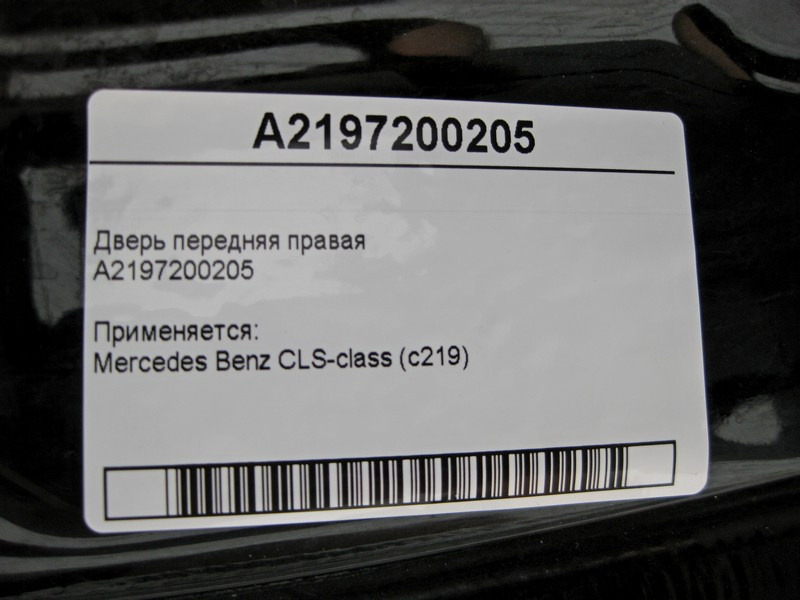 A2197200205
Дверь передняя правая
A2197200205
Применяется:
Mercedes Benz CLS-class (c219)